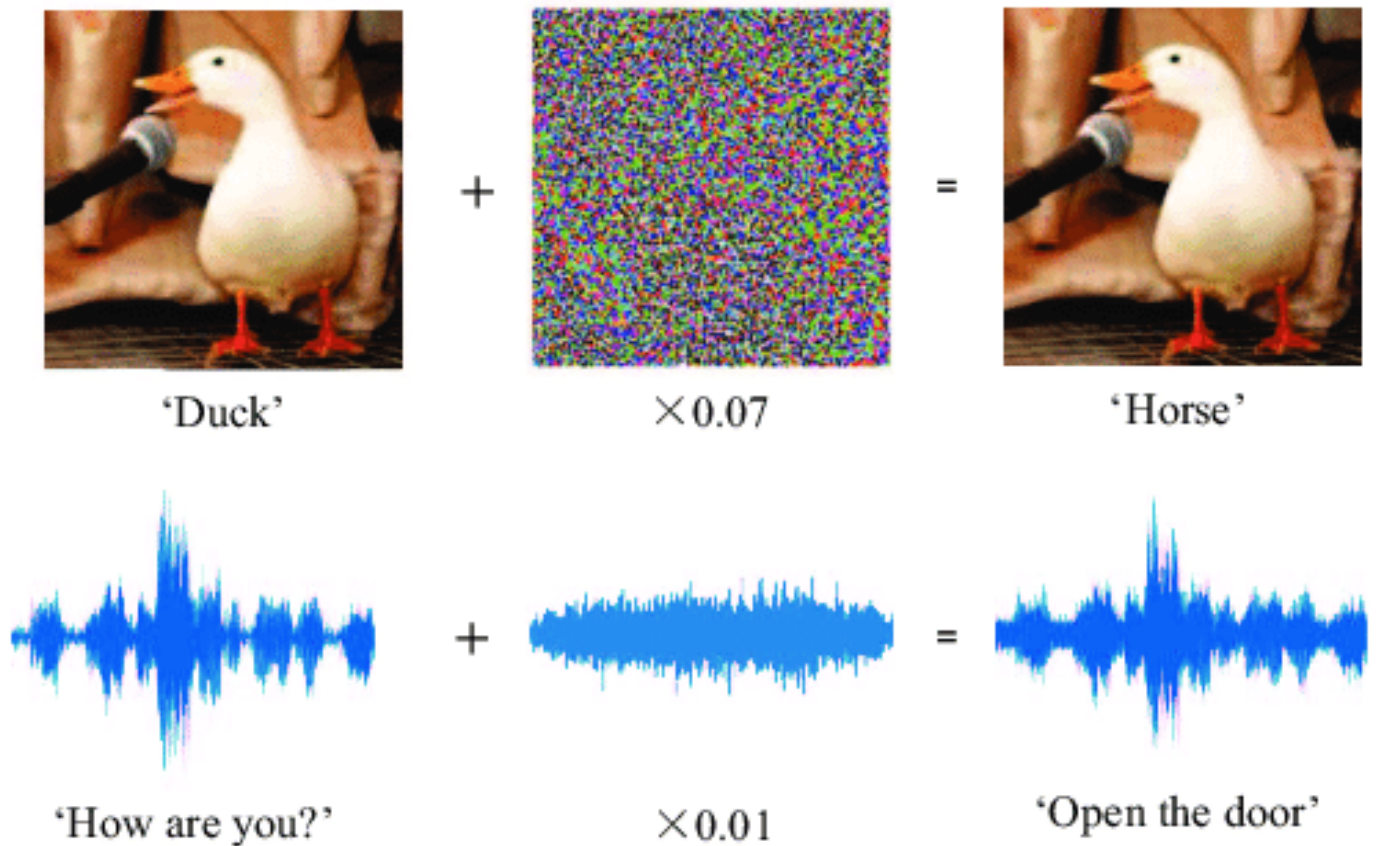 + =
‘Duck’ ×0.07 ‘Horse’
+ =
‘How are you?’ ×0.01 ‘Open the door’